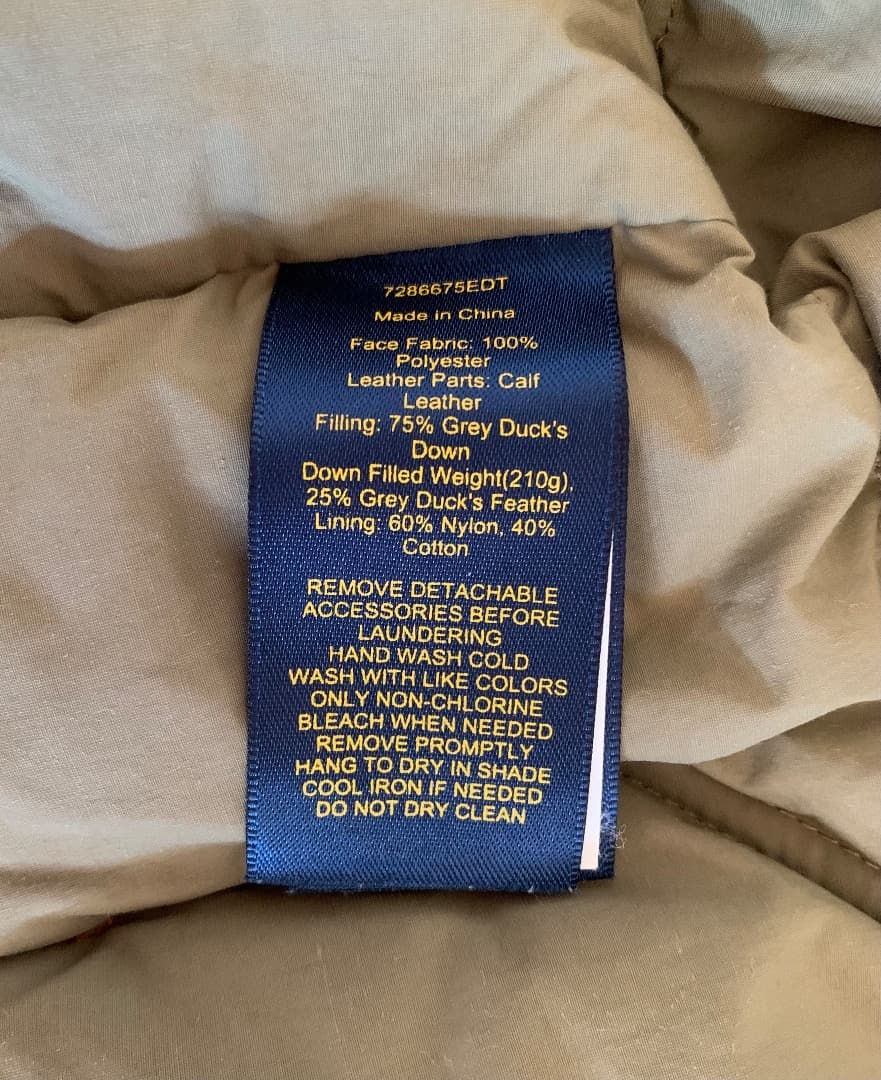 7286675EDT
Made in China
Face Fabric: 100%
Polyester
Leather Parts: Calf
Leather
Filling: 75% Grey Duck's
Down
Down Filled Weight(210g),
25% Grey Duck's Feather
Lining: 60% Nylon, 40%
Cotton
REMOVE DETACHABLE
ACCESSORIES BEFORE
LAUNDERING
HAND WASH COLD
WASH WITH LIKE COLORS
ONLY NON-CHLORINE
BLEACH WHEN NEEDED
REMOVE PROMPTLY
HANG TO DRY IN SHADE
COOL IRON IF NEEDED
DO NOT DRY CLEAN